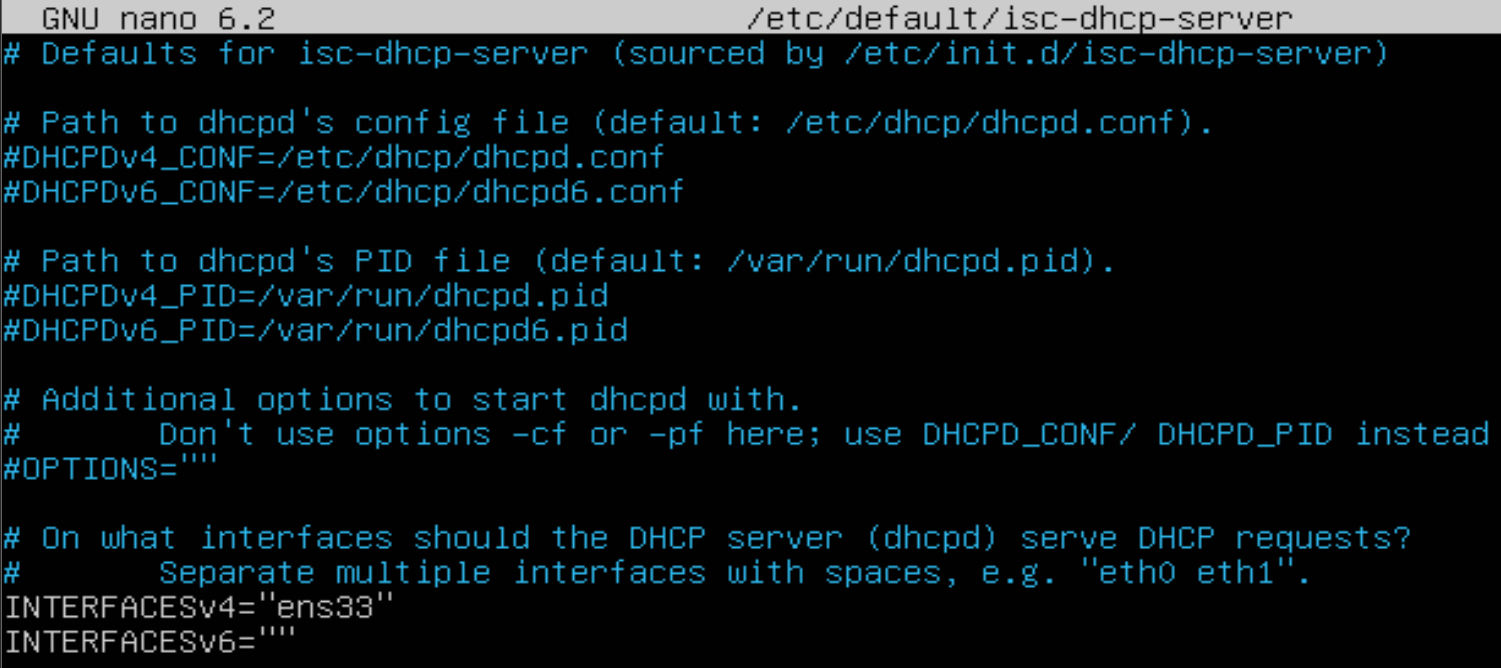 GNU nano 6.2 /etc/default/isc-dhcp-server
# Defaults for isc-dhcp-server (sourced by /etc/init.d/isc-dhcp-server)
# Path to dhcpd's config file (default: /etc/dhcp/dhcpd.conf).
#DHCPDv4_CONF=/etc/dhcp/dhcpd.conf
#DHCPDv6_CONF=/etc/dhcp/dhcpd6.conf
# Path to dhcpd's PID file (default: /var/run/dhcpd.pid).
#DHCPDv4_PID=/var/run/dhcpd.pid
#DHCPDv6_PID=/var/run/dhcpd6.pid
# Additional options to start dhcpd with.
#       Don't use options -cf or -pf here; use DHCPD_CONF/ DHCPD_PID instead
#OPTIONS=""
# On what interfaces should the DHCP server (dhcpd) serve DHCP requests?
#       Separate multiple interfaces with spaces, e.g. "eth0 eth1".
INTERFACESv4="ens33"
INTERFACESv6=""